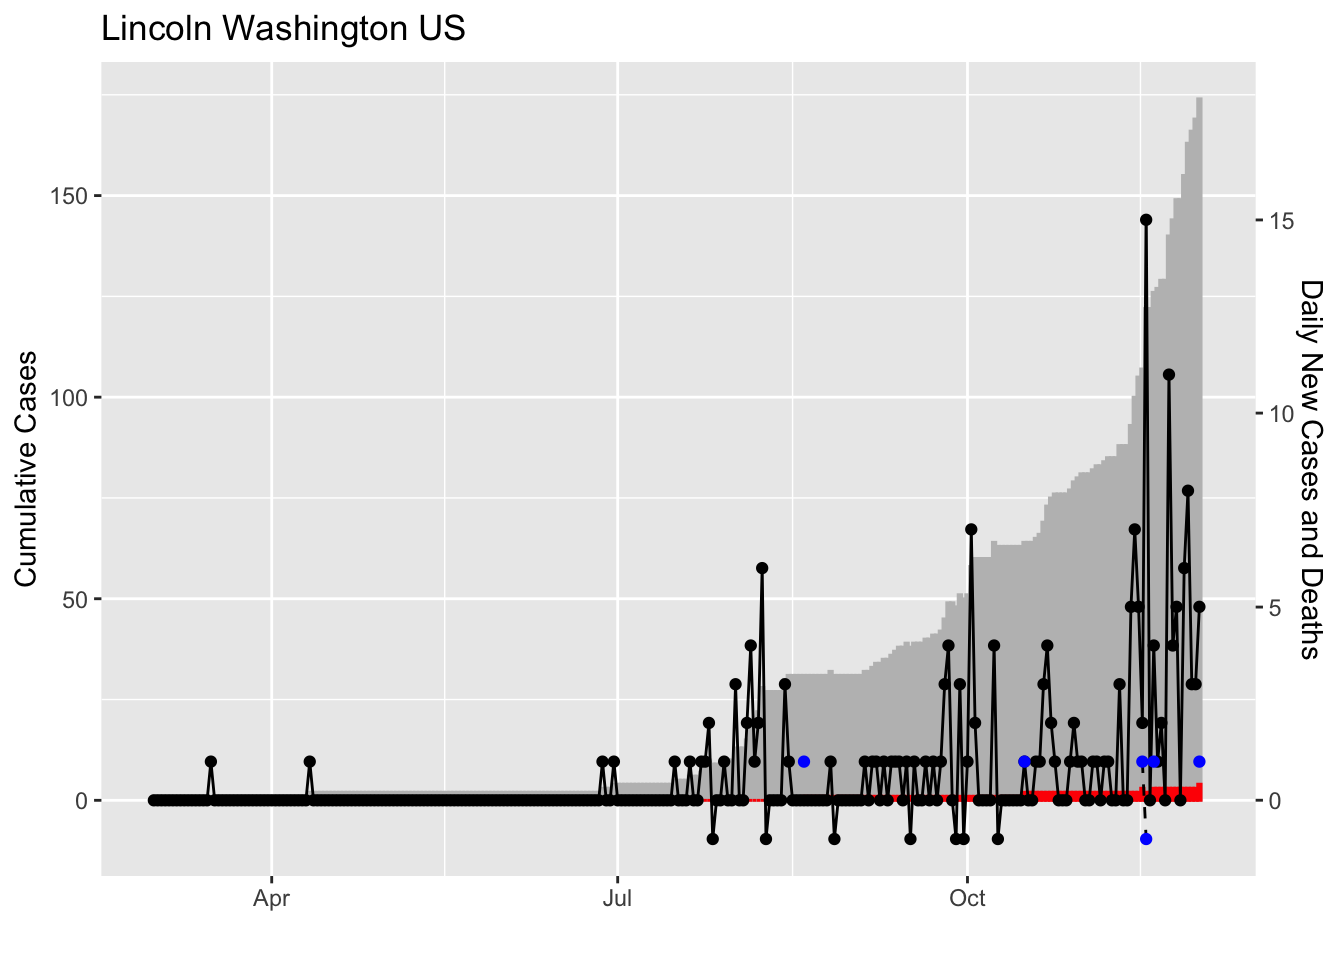 Lincoln Washington US
Cumulative Cases
150
100
50
0
15
10
5
0
Daily New Cases and Deaths
Apr
Jul
Oct